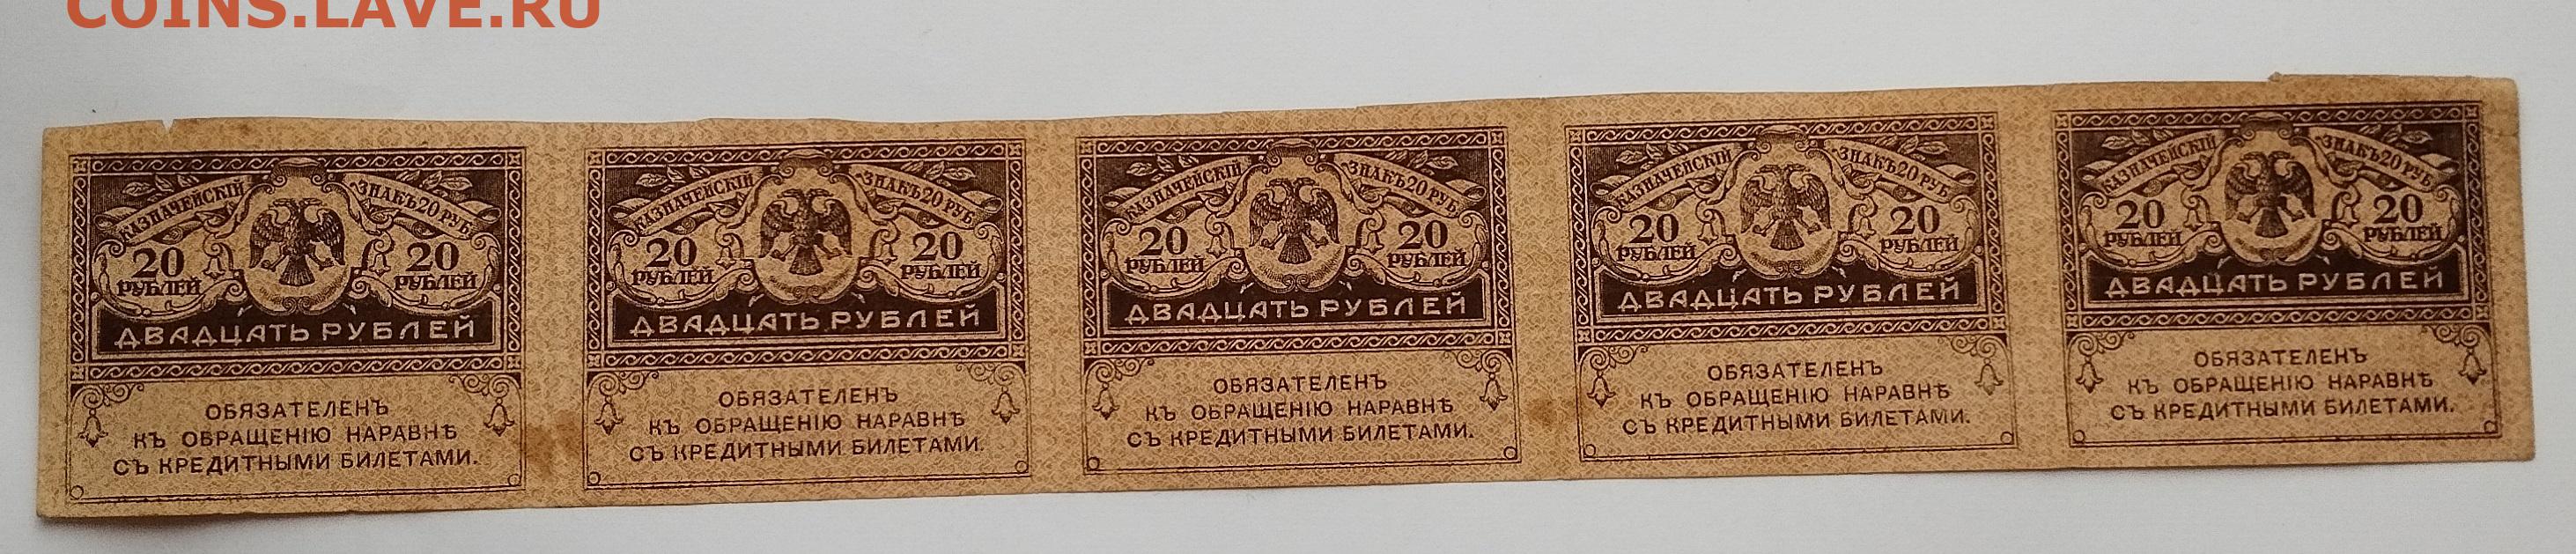 COINS.LAVE.RU
КАЗНАЧЕЙСКІЙ ЗНАКЪ 20 РУБ.
20 РУБЛЕЙ 20 РУБЛЕЙ
ДВАДЦАТЬ РУБЛЕЙ
ОБЯЗАТЕЛЕНЪ
КЪ ОБРАЩЕНІЮ НАРАВНѢ
СЪ КРЕДИТНЫМИ БИЛЕТАМИ.
КАЗНАЧЕЙСКІЙ ЗНАКЪ 20 РУБ.
20 РУБЛЕЙ 20 РУБЛЕЙ
ДВАДЦАТЬ РУБЛЕЙ
ОБЯЗАТЕЛЕНЪ
КЪ ОБРАЩЕНІЮ НАРАВНѢ
СЪ КРЕДИТНЫМИ БИЛЕТАМИ.
КАЗНАЧЕЙСКІЙ ЗНАКЪ 20 РУБ.
20 РУБЛЕЙ 20 РУБЛЕЙ
ДВАДЦАТЬ РУБЛЕЙ
ОБЯЗАТЕЛЕНЪ
КЪ ОБРАЩЕНІЮ НАРАВНѢ
СЪ КРЕДИТНЫМИ БИЛЕТАМИ.
КАЗНАЧЕЙСКІЙ ЗНАКЪ 20 РУБ.
20 РУБЛЕЙ 20 РУБЛЕЙ
ДВАДЦАТЬ РУБЛЕЙ
ОБЯЗАТЕЛЕНЪ
КЪ ОБРАЩЕНІЮ НАРАВНѢ
СЪ КРЕДИТНЫМИ БИЛЕТАМИ.
КАЗНАЧЕЙСКІЙ ЗНАКЪ 20 РУБ.
20 РУБЛЕЙ 20 РУБЛЕЙ
ДВАДЦАТЬ РУБЛЕЙ
ОБЯЗАТЕЛЕНЪ
КЪ ОБРАЩЕНІЮ НАРАВНѢ
СЪ КРЕДИТНЫМИ БИЛЕТАМИ.